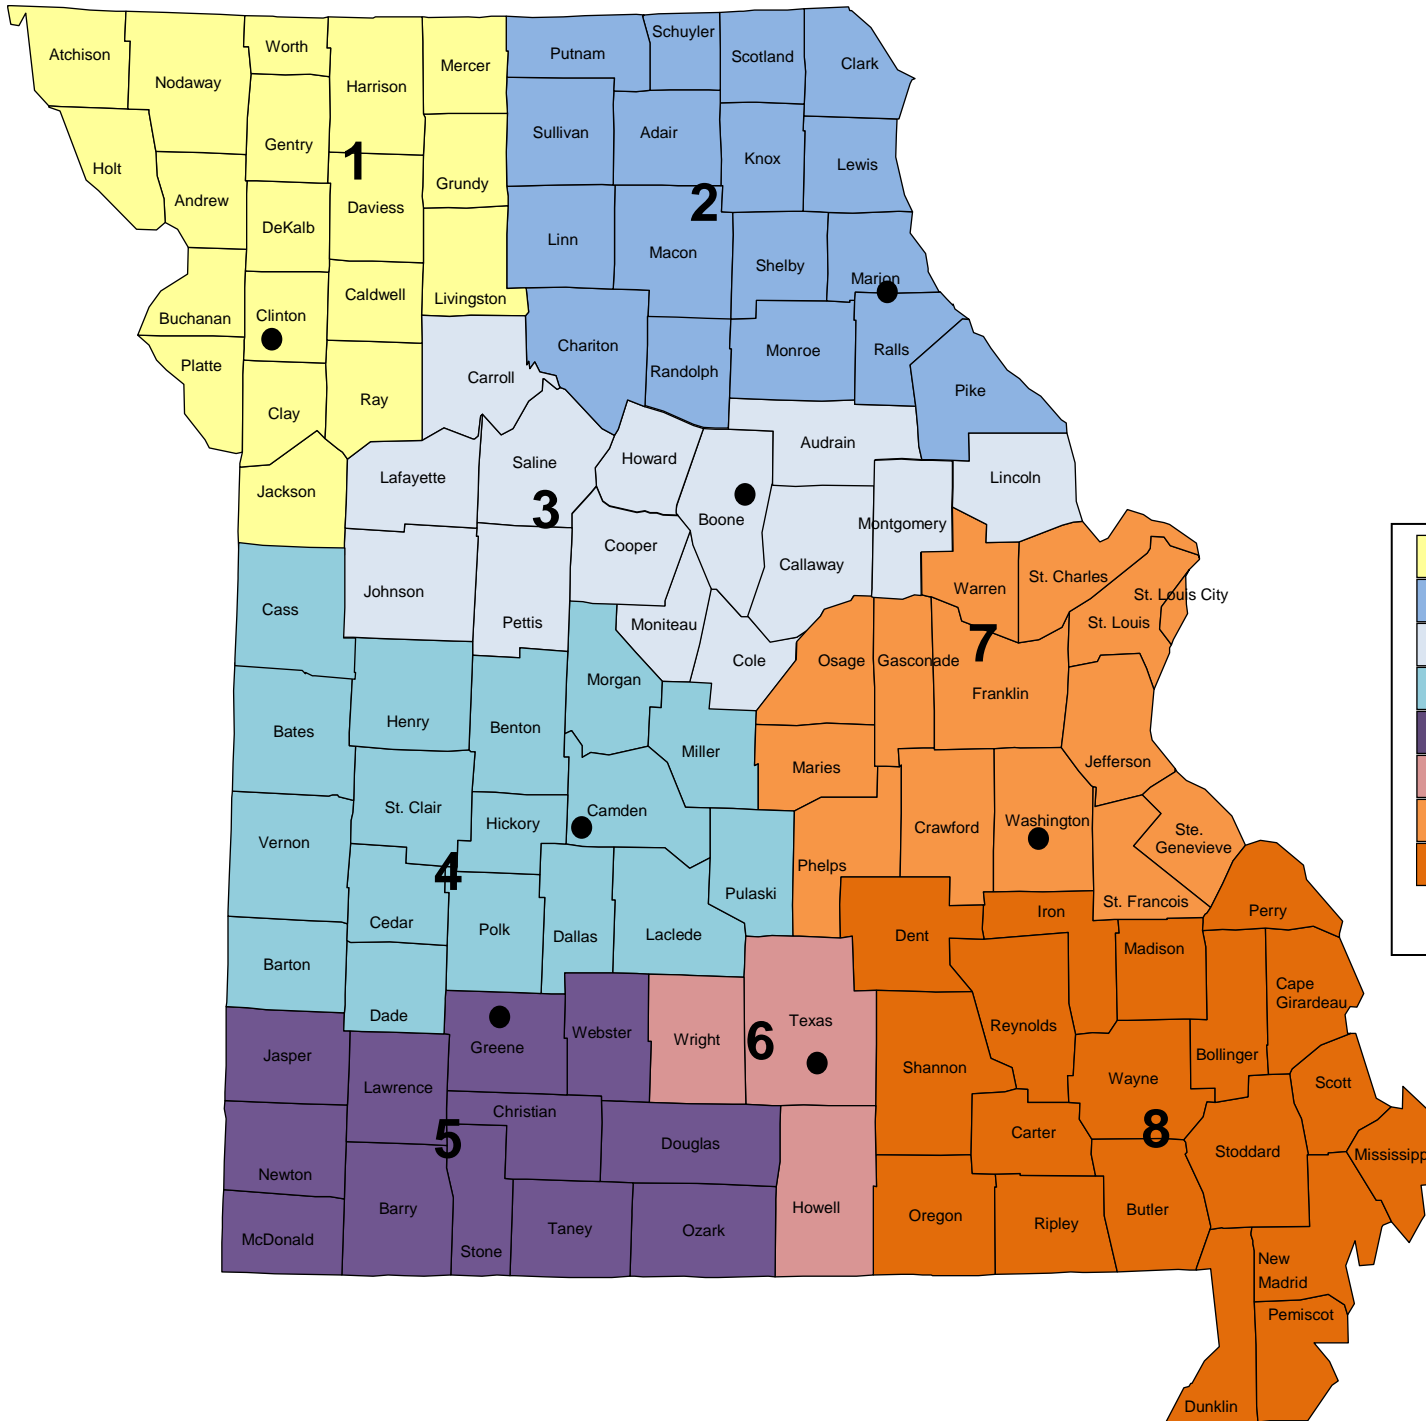 Atchison
Nodaway
Worth
Harrison
Mercer
Putnam
Schuyler
Scotland
Clark
Holt
Andrew
Gentry
1
Grundy
Sullivan
Adair
Knox
Lewis
DeKalb
Daviess
2
Linn
Macon
Shelby
Marion
Buchanan
Clinton
Caldwell
Livingston
Chariton
Randolph
Monroe
Ralls
Pike
Platte
Clay
Ray
Carroll
Audrain
Jackson
Lafayette
Saline
Howard
3
Boone
Lincoln
Montgomery
Cooper
Callaway
Cass
Johnson
Pettis
Moniteau
Cole
Warren
St. Charles
St. Louis City
St. Louis
7
Osage
Gasconade
Franklin
Morgan
Bates
Henry
Benton
Miller
Maries
Jefferson
St. Clair
Hickory
Camden
Vernon
4
Phelps
Crawford
Washington
Ste.
Genevieve
Pulaski
St. Francois
Cedar
Polk
Dallas
Laclede
Dent
Iron
Madison
Perry
Barton
Dade
Cape
Girardeau
Jasper
Greene
Webster
Wright
6
Texas
Reynolds
Shannon
Bollinger
Lawrence
Wayne
Scott
Christian
5
Douglas
Carter
8
Stoddard
Mississipp
Newton
Barry
McDonald
Stone
Taney
Ozark
Howell
Oregon
Ripley
Butler
New
Madrid
Pemiscot
Dunklin